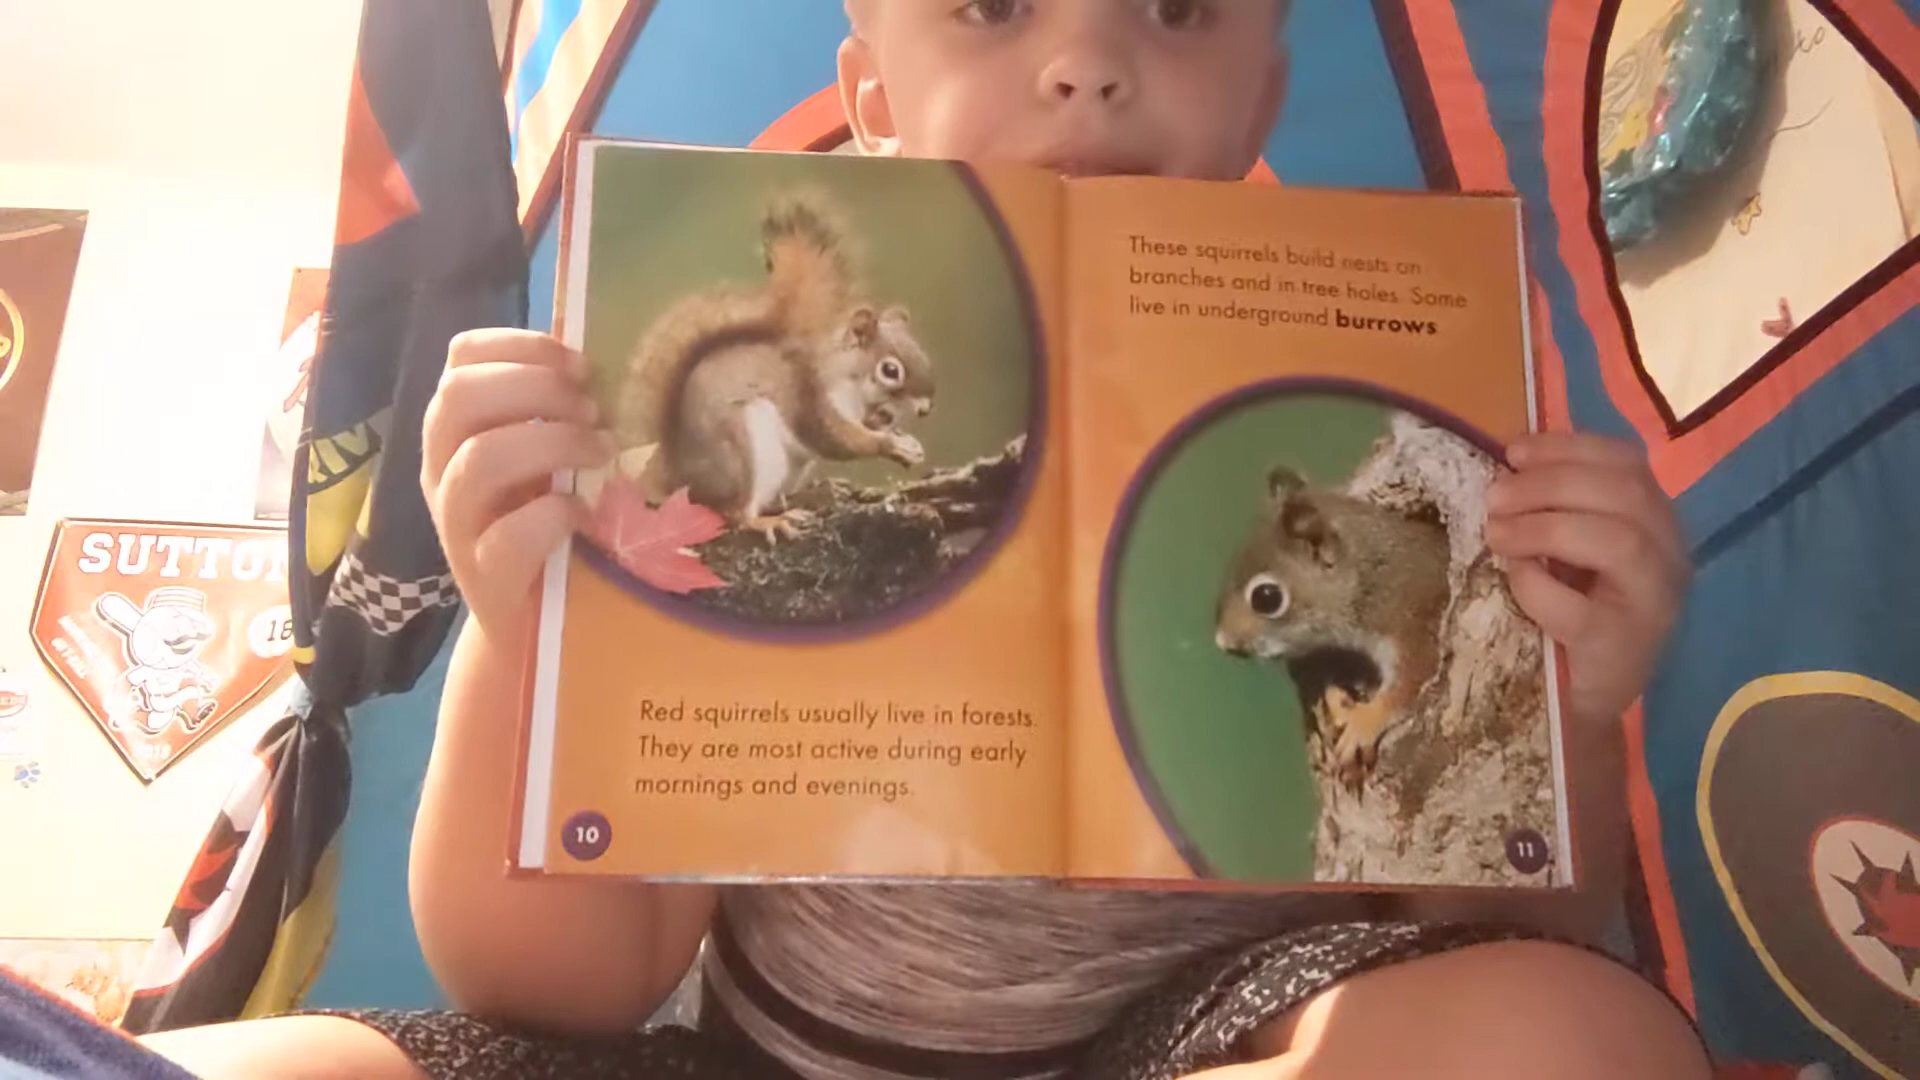 Red squirrels usually live in forests.
They are most active during early
mornings and evenings.
10
These squirrels build nests on
branches and in tree holes. Some
live in underground burrows
11
SUTTON
18